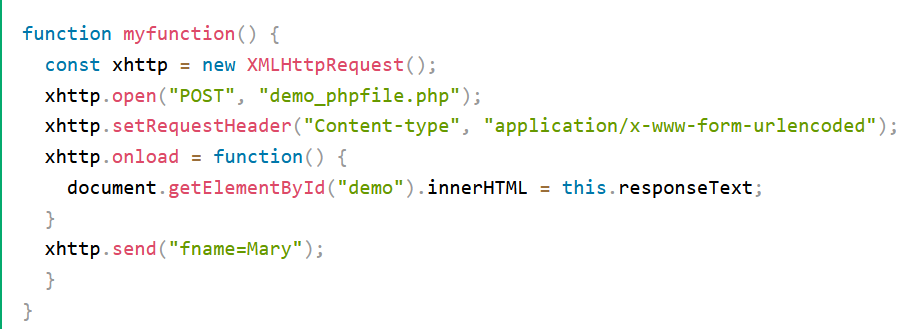 function myfunction() {
  const xhttp = new XMLHttpRequest();
  xhttp.open("POST", "demo_phpfile.php");
  xhttp.setRequestHeader("Content-type", "application/x-www-form-urlencoded");
  xhttp.onload = function() {
    document.getElementById("demo").innerHTML = this.responseText;
  }
  xhttp.send("fname=Mary");
  }
}